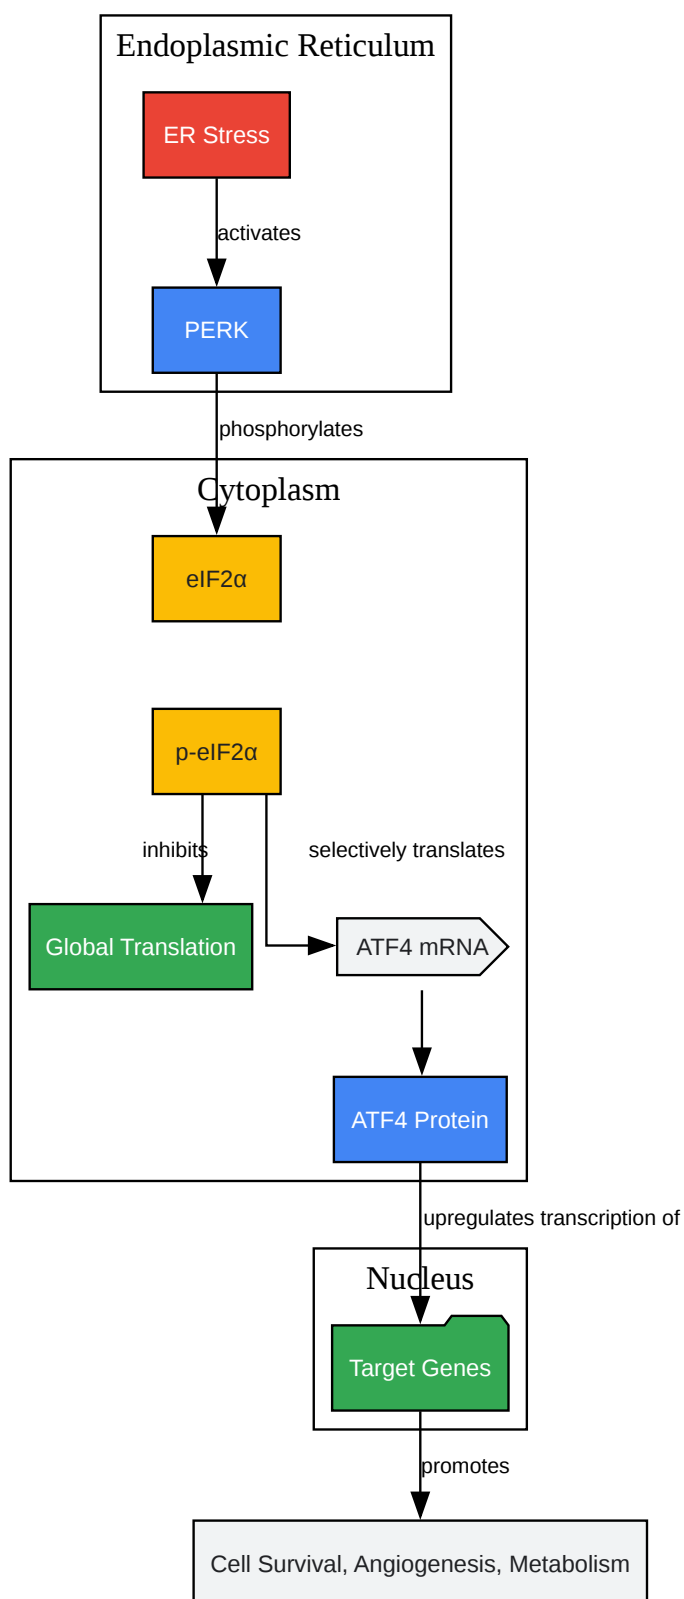 Endoplasmic Reticulum
ER Stress
activates
PERK
phosphorylates
Cytoplasm
eIF2α
p-eIF2α
inhibits
selectively translates
Global Translation
ATF4 mRNA
ATF4 Protein
upregulates transcription of
Nucleus
Target Genes
promotes
Cell Survival, Angiogenesis, Metabolism